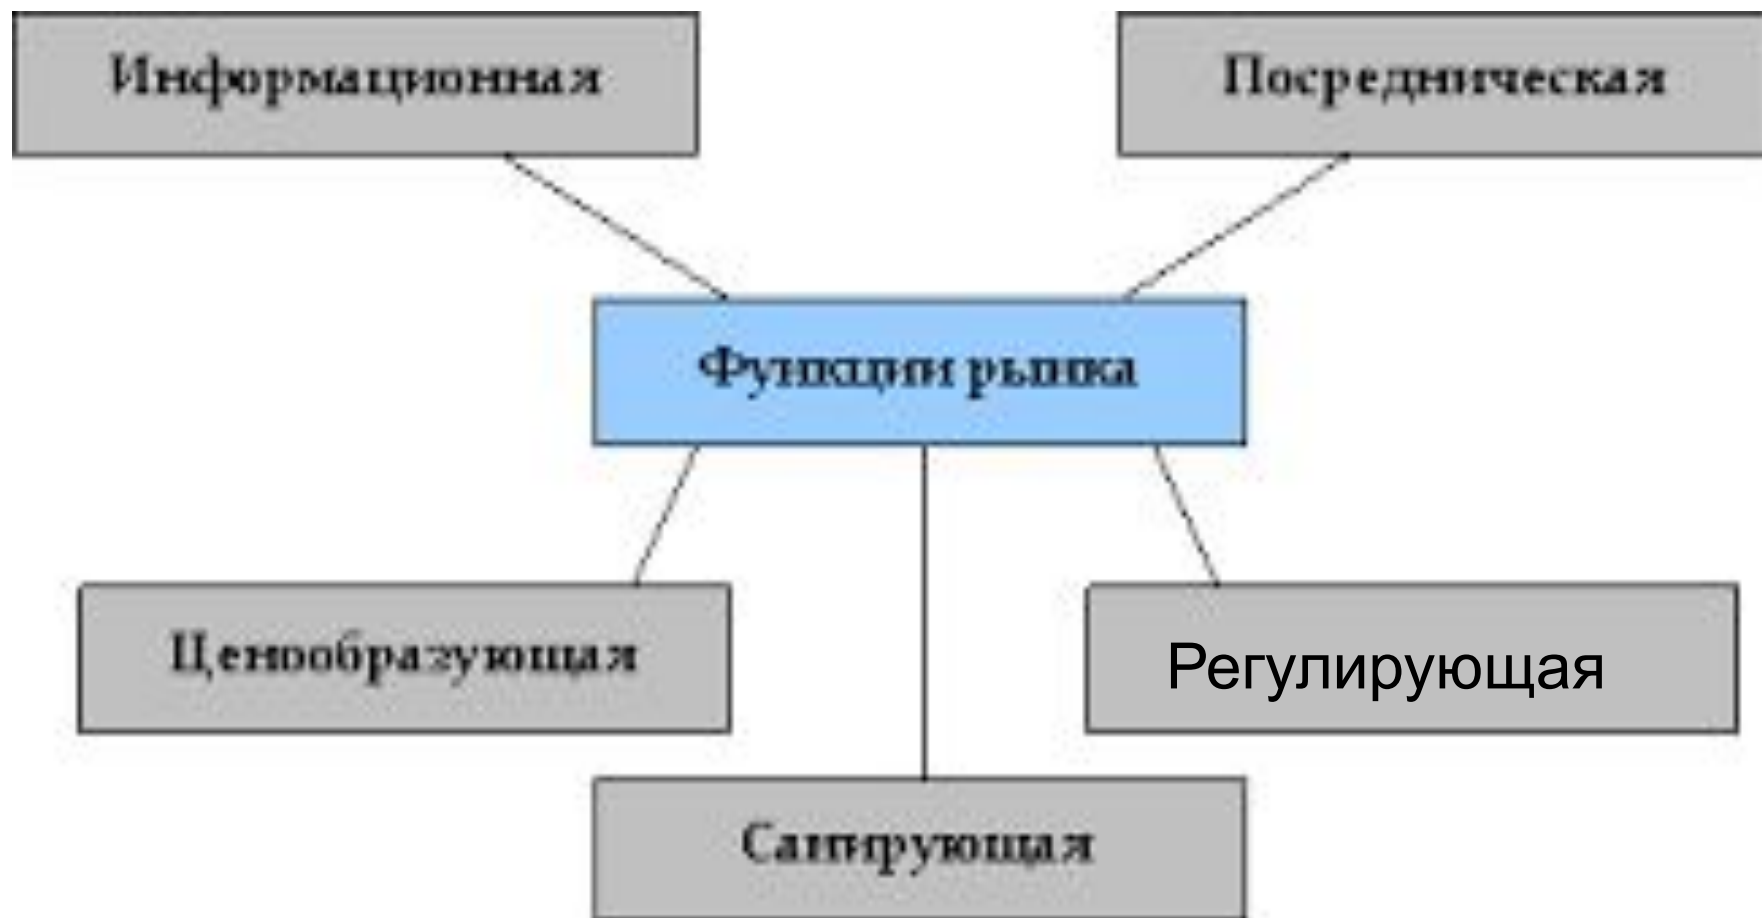 Информационная
Посредническая
Функции рынка
Ценообразующая
Регулирующая
Санирующая